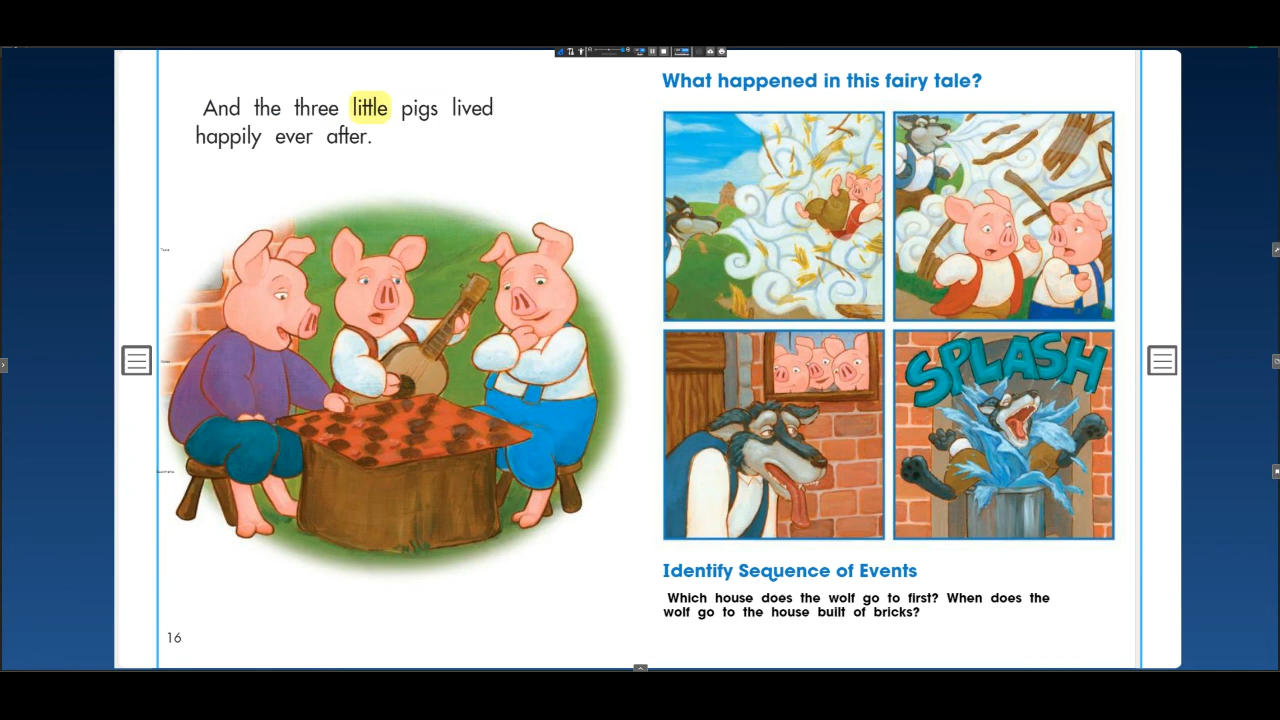 And the three little pigs lived
happily ever after.
16
What happened in this fairy tale?
SPLASH
Identify Sequence of Events
Which house does the wolf go to first? When does the
wolf go to the house built of bricks?